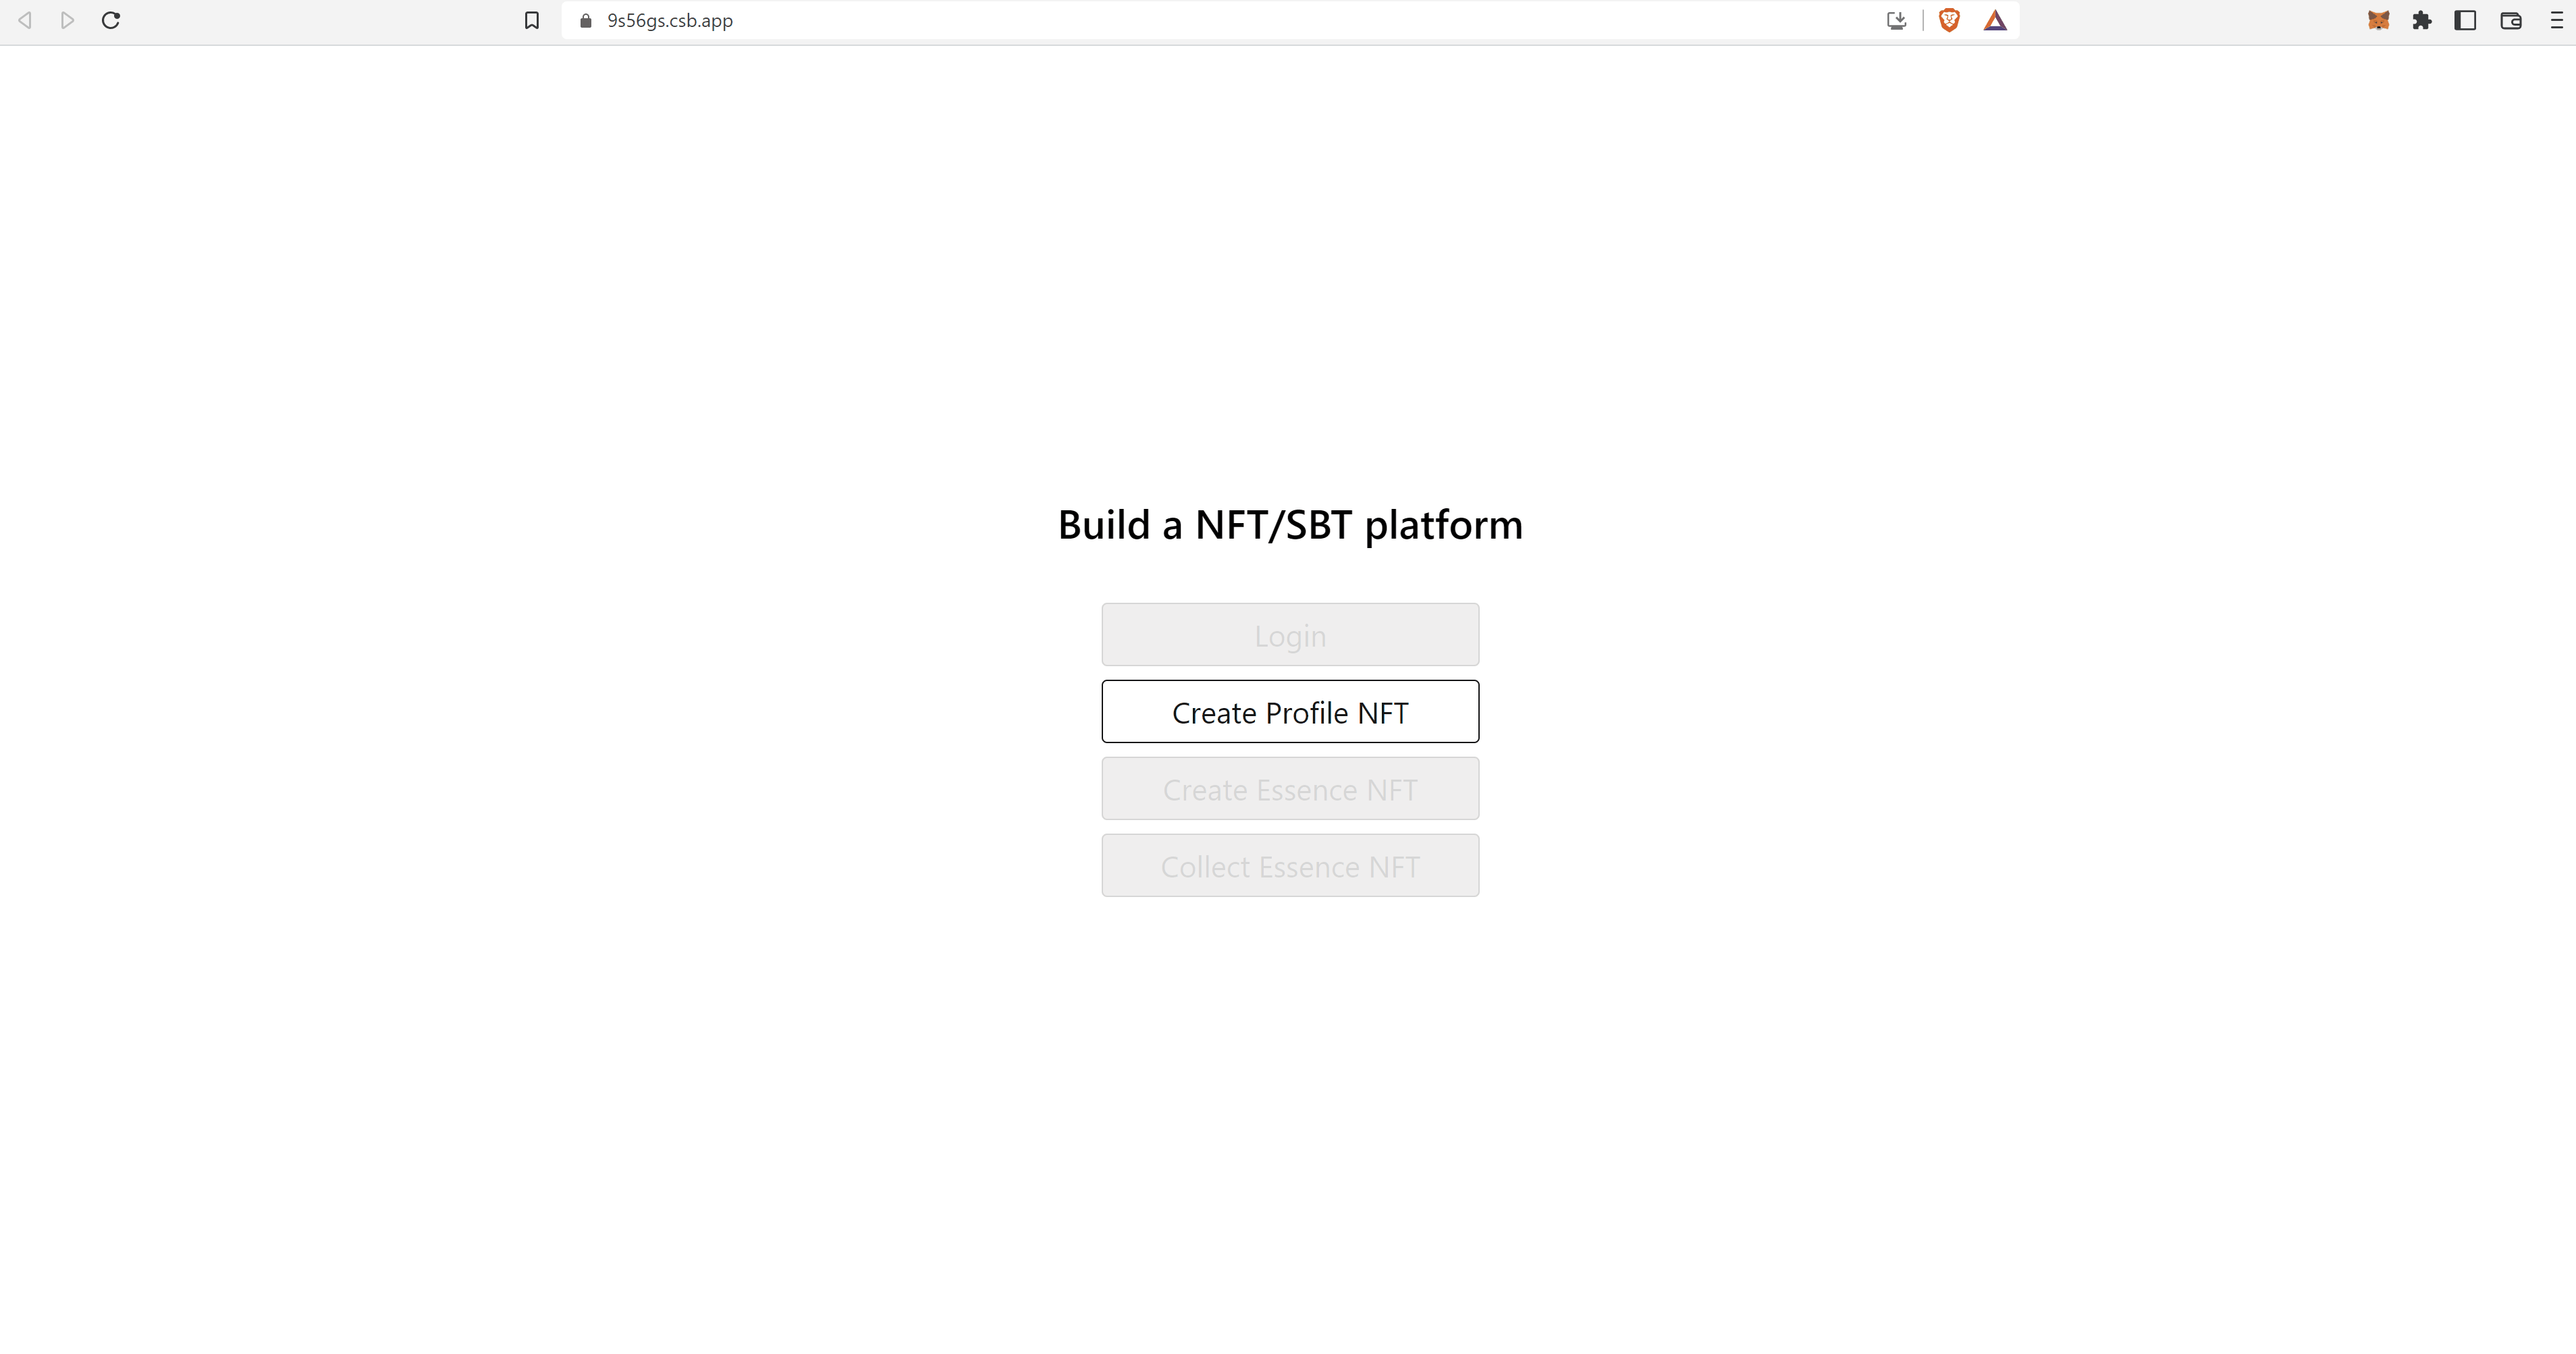 9s56gs.csb.app
Build a NFT/SBT platform
Login
Create Profile NFT
Create Essence NFT
Collect Essence NFT